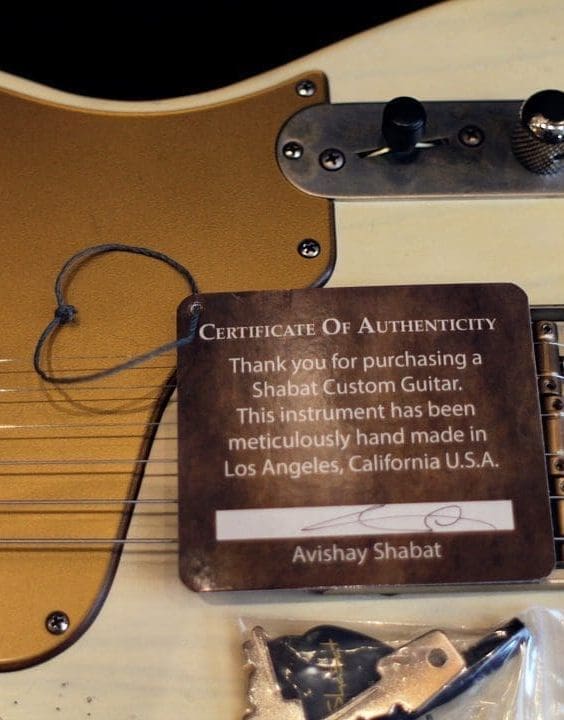 CERTIFICATE OF AUTHENTICITY
Thank you for purchasing a
Shabat Custom Guitar.
This instrument has been
meticulously hand made in
Los Angeles, California U.S.A.
Avishay Shabat
Shabat